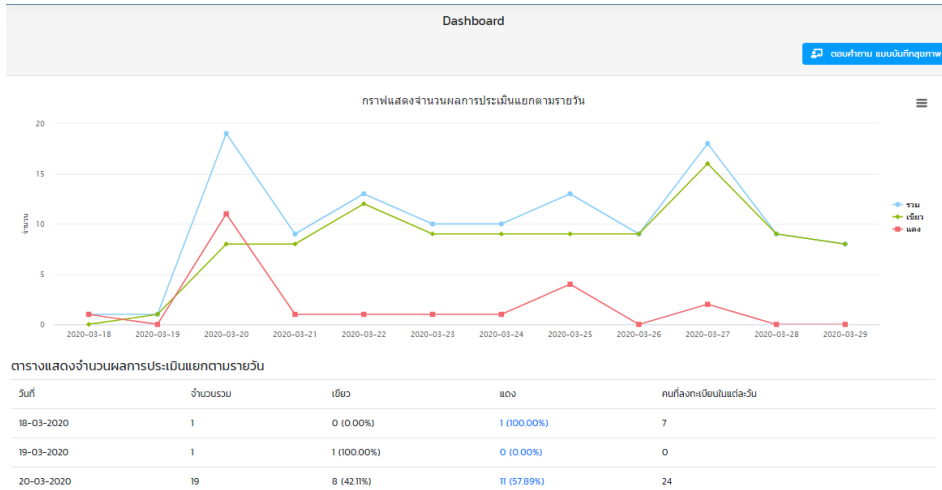 Dashboard
ตอบคำถาม แบบบันทึกสุขภาพ
กราฟแสดงจำนวนผลการประเมินแยกตามรายวัน
20
15
10
5
0
จำนวน
รวม
เขียว
แดง
2020-03-18 2020-03-19 2020-03-20 2020-03-21 2020-03-22 2020-03-23 2020-03-24 2020-03-25 2020-03-26 2020-03-27 2020-03-28 2020-03-29
ตารางแสดงจำนวนผลการประเมินแยกตามรายวัน
วันที่ จำนวนรวม เขียว แดง คนที่ลงทะเบียนในแต่ละวัน
18-03-2020 1 0 (0.00%) 1 (100.00%) 7
19-03-2020 1 1 (100.00%) 0 (0.00%) 0
20-03-2020 19 8 (42.11%) 11 (57.89%) 24